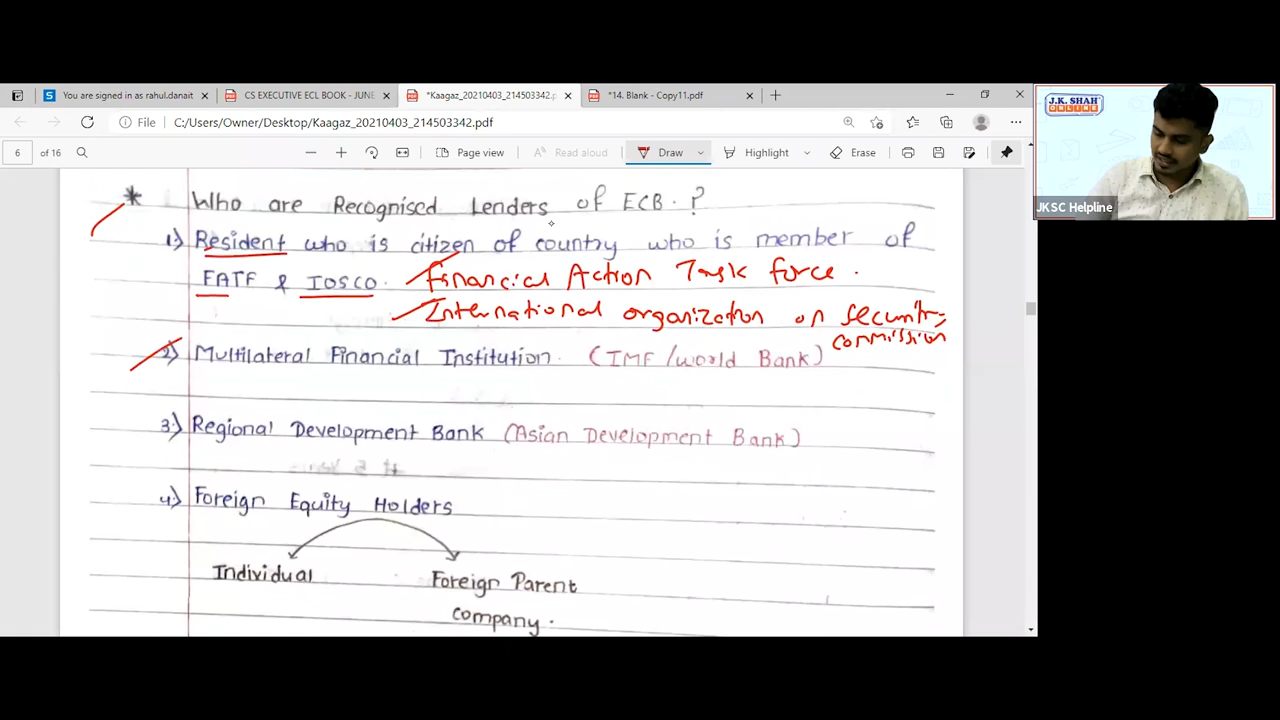 You are signed in as rahul.danait
CS EXECUTIVE ECL BOOK - JUNE
*Kaagaz_20210403_214503342.p
*14. Blank - Copy11.pdf
File C:/Users/Owner/Desktop/Kaagaz_20210403_214503342.pdf
6 of 16
Page view
Read aloud
Draw
Highlight
Erase
J.K. SHAH
ONLINE
JKSC Helpline
* Who are Recognised Lenders of ECB. ?
1) Resident who is citizen of country who is member of
FATF & IOSCO. Financial Action Task force.
International organization on securitys
commission
2) Multilateral Financial Institution. (IMF/World Bank)
3) Regional Development Bank (Asian Development Bank)
4) Foreign Equity Holders
Individual
Foreign Parent
company.